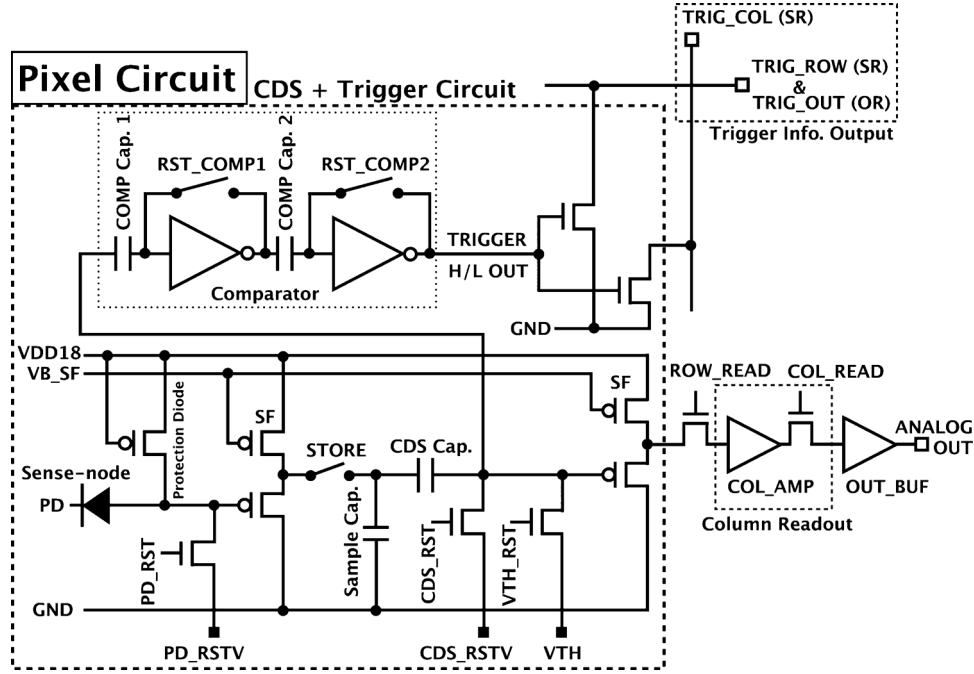 TRIG_COL (SR)
TRIG_ROW (SR)
&
TRIG_OUT (OR)
Trigger Info. Output
Pixel Circuit
CDS + Trigger Circuit
COMP Cap. 1
RST_COMP1
COMP Cap. 2
RST_COMP2
TRIGGER
H/L OUT
Comparator
GND
VDD18
VB_SF
Protection Diode
SF
SF
ROW_READ
COL_READ
STORE
CDS Cap.
ANALOG
OUT
Sense-node
PD
COL_AMP
OUT_BUF
Column Readout
PD_RST
Sample Cap.
CDS_RST
VTH_RST
GND
PD_RSTV
CDS_RSTV
VTH